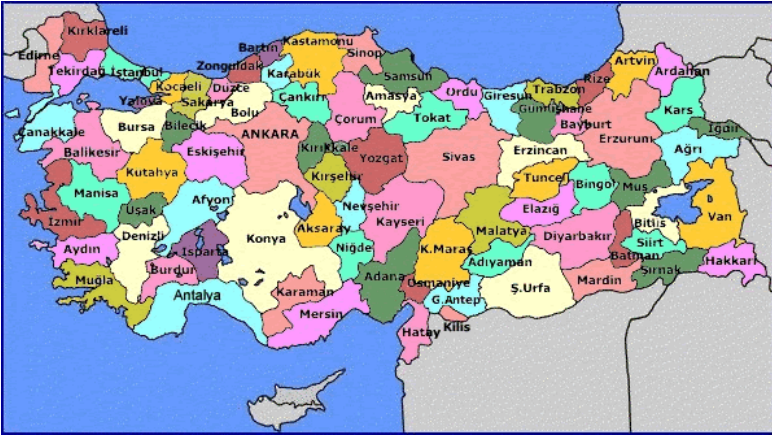 Kırklareli
Edirne
Tekirdağ
İstanbul
Kocaeli
Yalova
Sakarya
Düzce
Bolu
Zonguldak
Bartın
Karabük
Kastamonu
Sinop
Çankırı
Samsun
Amasya
Çorum
Tokat
Ordu
Giresun
Trabzon
Gümüşhane
Rize
Artvin
Ardahan
Kars
Iğdır
Bayburt
Erzurum
Ağrı
Çanakkale
Balikesir
Bursa
Bilecik
Eskişehir
ANKARA
Kırıkkale
Yozgat
Sivas
Erzincan
Tunceli
Bingöl
Muş
Bitlis
Van
Kutahya
Manisa
Uşak
Afyon
Kırşehir
Nevşehir
Kayseri
Malatya
Elazığ
Diyarbakır
Batman
Siirt
Şırnak
Hakkari
İzmir
Aydın
Denizli
Isparta
Burdur
Konya
Aksaray
Niğde
Adana
K.Maraş
Adıyaman
Osmaniye
G.Antep
Ş.Urfa
Mardin
Muğla
Antalya
Karaman
Mersin
Hatay
Kilis